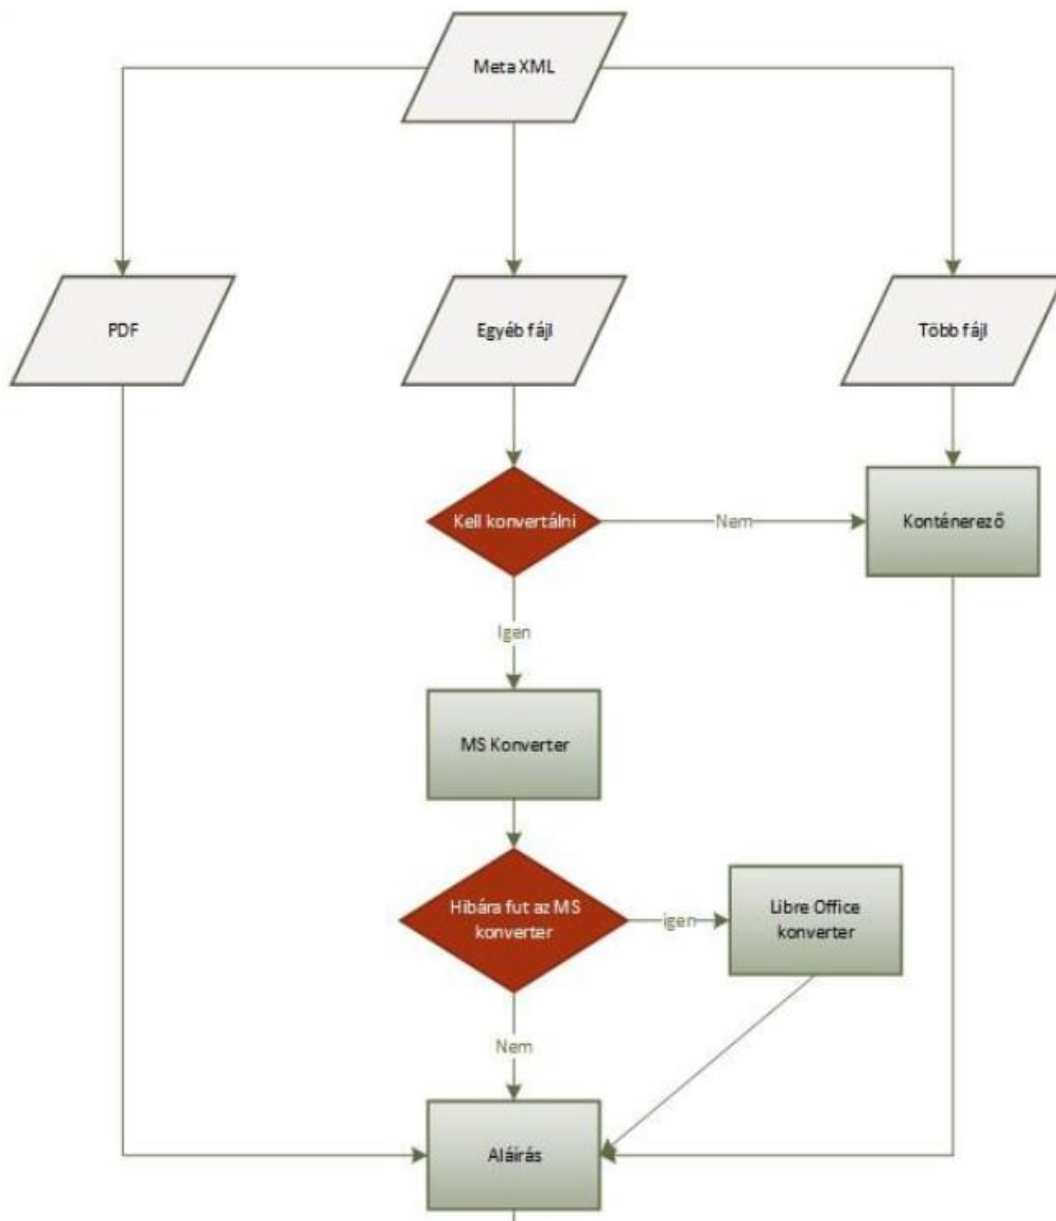 Meta XML
PDF
Egyéb fájl
Több fájl
Kell konvertálni
Nem
Konténerező
Igen
MS Konverter
Hibára fut az MS
konverter
igen
Libre Office
konverter
Nem
Aláírás